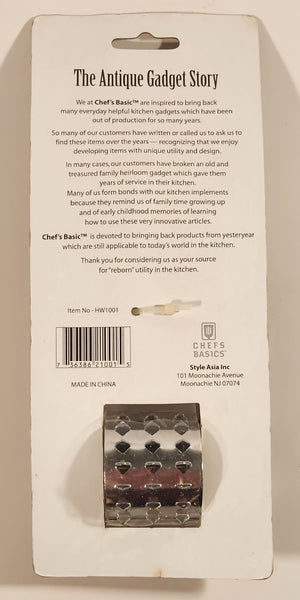 The Antique Gadget Story
We at Chef's Basic™ are inspired to bring back
many everyday helpful kitchen gadgets which have been
out of production for so many years.
So many of our customers have written or called us to ask us to
find these items over the years — recognizing that we enjoy
developing items with unique utility and design.
In many cases, our customers have broken an old and
treasured family heirloom gadget which gave them
years of service in their kitchen.
Many of us form bonds with our kitchen implements
because they remind us of family time growing up
and of early childhood memories of learning
how to use these very innovative articles.
Chef's Basic™ is devoted to bringing back products from yesteryear
which are still applicable to today's world in the kitchen.
Thank you for considering us as your source
for "reborn" utility in the kitchen.
Item No - HW1001
7 36386 21001 5
MADE IN CHINA
CHEFS
BASICS
Style Asia Inc
101 Moonachie Avenue
Moonachie NJ 07074